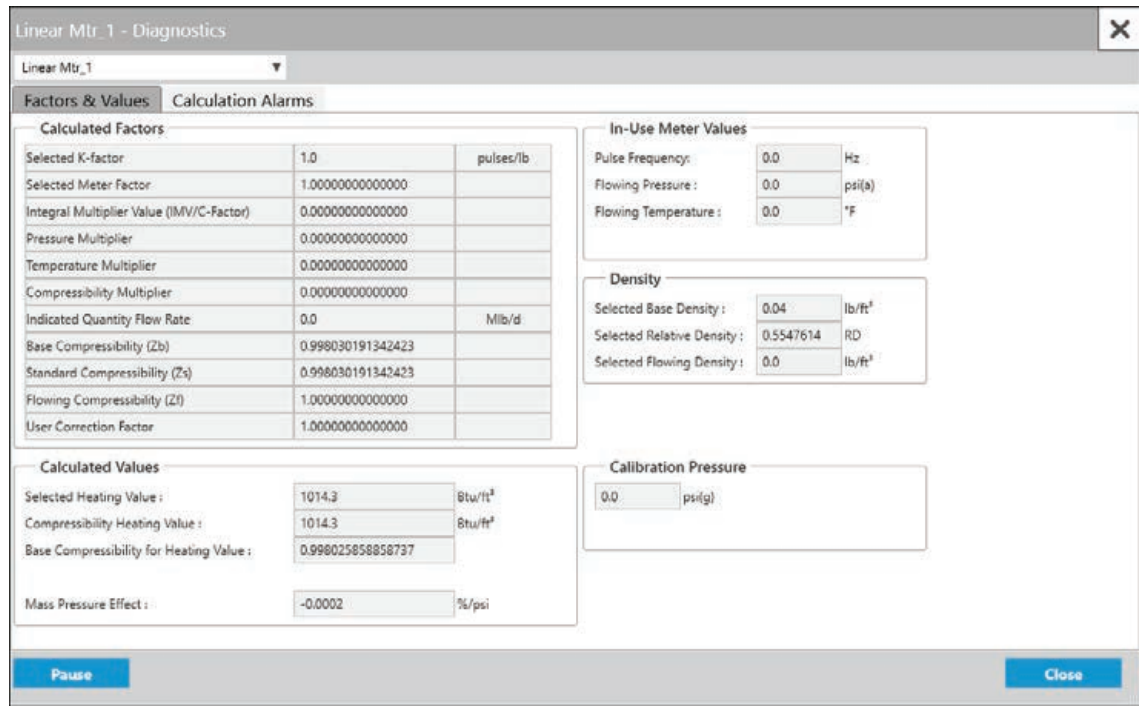 Linear Mtr_1 - Diagnostics
Linear Mtr_1
Factors & Values Calculation Alarms
Calculated Factors
Selected K-factor 1.0 pulses/lb
Selected Meter Factor 1.00000000000000
Integral Multiplier Value (IMV/C-Factor) 0.00000000000000
Pressure Multiplier 0.00000000000000
Temperature Multiplier 0.00000000000000
Compressibility Multiplier 0.00000000000000
Indicated Quantity Flow Rate 0.0 Mlb/d
Base Compressibility (Zb) 0.998030191342423
Standard Compressibility (Zs) 0.998030191342423
Flowing Compressibility (Zf) 1.00000000000000
User Correction Factor 1.00000000000000
In-Use Meter Values
Pulse Frequency: 0.0 Hz
Flowing Pressure : 0.0 psi(a)
Flowing Temperature : 0.0 °F
Density
Selected Base Density : 0.04 lb/ft³
Selected Relative Density : 0.5547614 RD
Selected Flowing Density : 0.0 lb/ft³
Calculated Values
Selected Heating Value : 1014.3 Btu/ft³
Compressibility Heating Value : 1014.3 Btu/ft³
Base Compressibility for Heating Value : 0.998025858858737
Mass Pressure Effect : -0.0002 %/psi
Calibration Pressure
0.0 psi(g)
Pause
Close